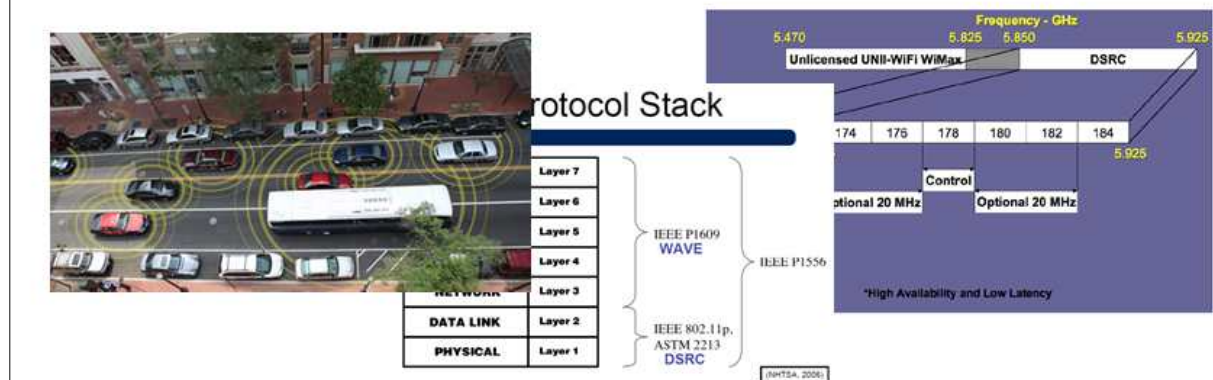 Frequency - GHz
5.470 5.825 5.850 5.925
Unlicensed UNII-WiFi WiMax DSRC
rotocol Stack
174 176 178 180 182 184
5.925
Control
ptional 20 MHz Optional 20 MHz
Layer 7
Layer 6
Layer 5
Layer 4
NETWORK Layer 3
DATA LINK Layer 2
PHYSICAL Layer 1
IEEE P1609
WAVE
IEEE P1556
IEEE 802.11p,
ASTM 2213
DSRC
*High Availability and Low Latency
(NHTSA, 2006)